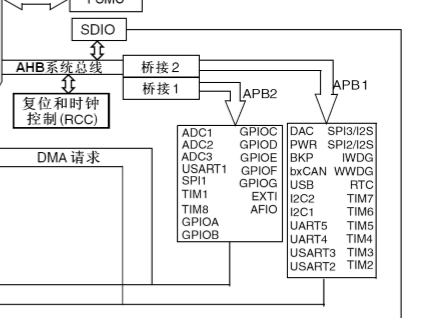 SDIO
AHB系统总线
桥接2
桥接1
APB2
APB1
复位和时钟
控制(RCC)
DMA 请求
ADC1 GPIOC
ADC2 GPIOD
ADC3 GPIOE
USART1 GPIOF
SPI1 GPIOG
TIM1 EXTI
TIM8 AFIO
GPIOA
GPIOB
DAC SPI3/I2S
PWR SPI2/I2S
BKP IWDG
bxCAN WWDG
USB RTC
I2C2 TIM7
I2C1 TIM6
UART5 TIM5
UART4 TIM4
USART3 TIM3
USART2 TIM2